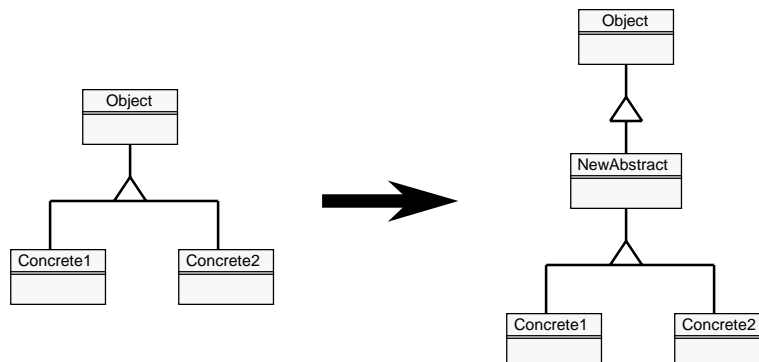 Object
Concrete1
Concrete2
Object
NewAbstract
Concrete1
Concrete2